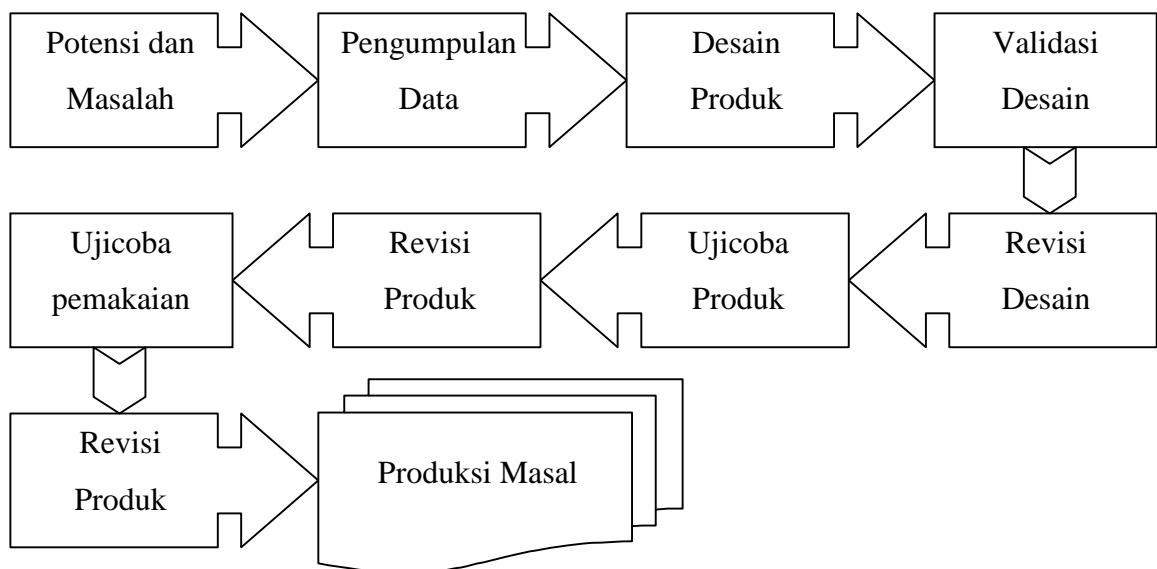 Potensi dan
Masalah
Pengumpulan
Data
Desain
Produk
Validasi
Desain
Revisi
Desain
Ujicoba
Produk
Revisi
Produk
Ujicoba
pemakaian
Revisi
Produk
Produksi Masal